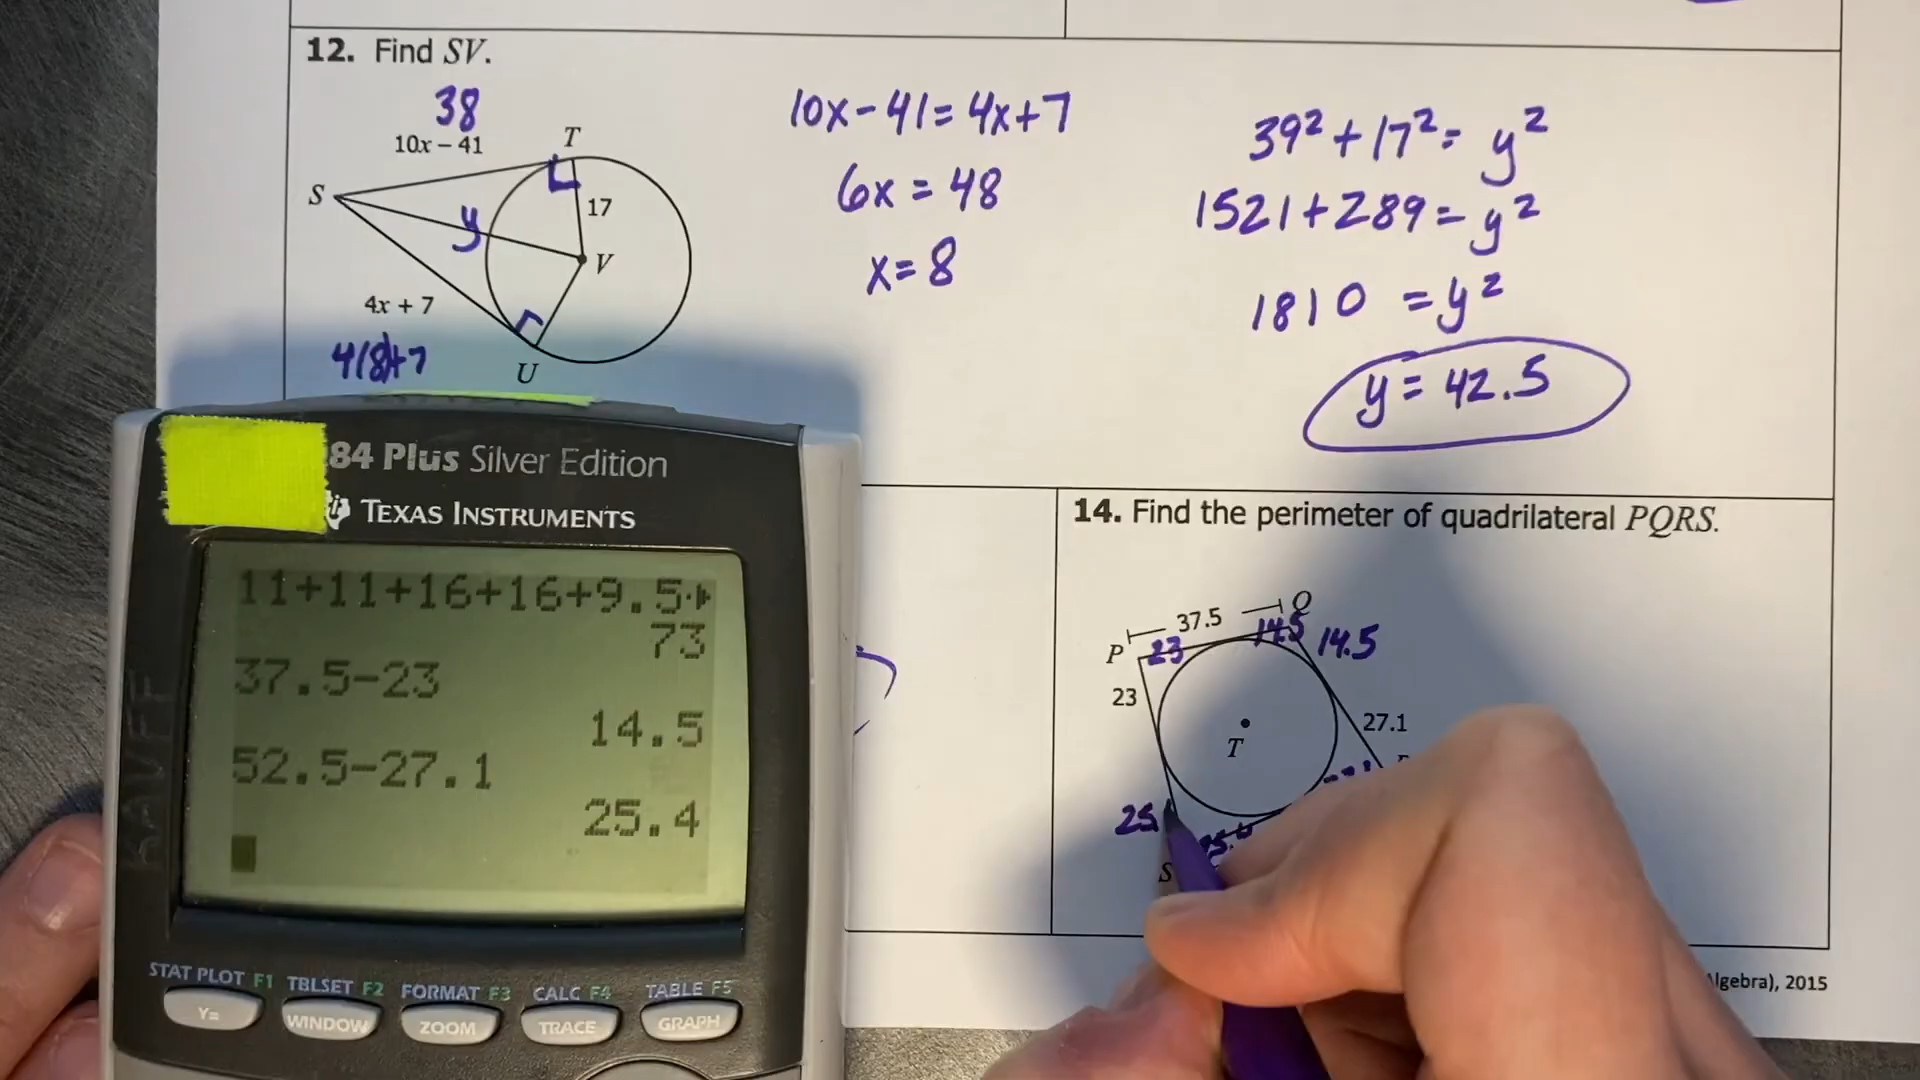 12. Find SV.
38
10x – 41
T
S
17
y
V
4x + 7
4(8)+7
U
10x - 41 = 4x + 7
6x = 48
x = 8
39² + 17² = y²
1521 + 289 = y²
1810 = y²
y = 42.5
84 Plus Silver Edition
TEXAS INSTRUMENTS
11+11+16+16+9.5
73
37.5-23
14.5
52.5-27.1
25.4
STAT PLOT F1 TBLSET F2 FORMAT F3 CALC F4 TABLE F5
Y= WINDOW ZOOM TRACE GRAPH
14. Find the perimeter of quadrilateral PQRS.
37.5
Q
P
23
14.5
14.5
23
27.1
T
25.
S
lgebra), 2015